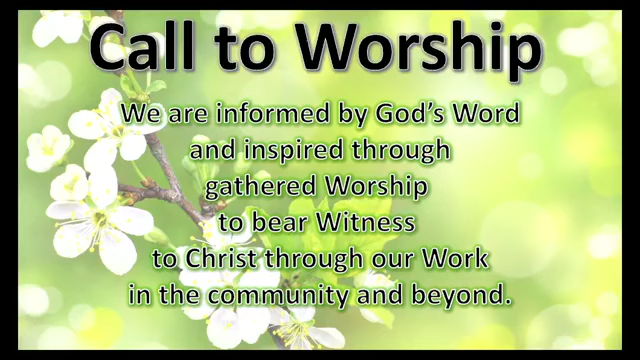 Call to Worship
We are informed by God's Word
and inspired through
gathered Worship
to bear Witness
to Christ through our Work
in the community and beyond.